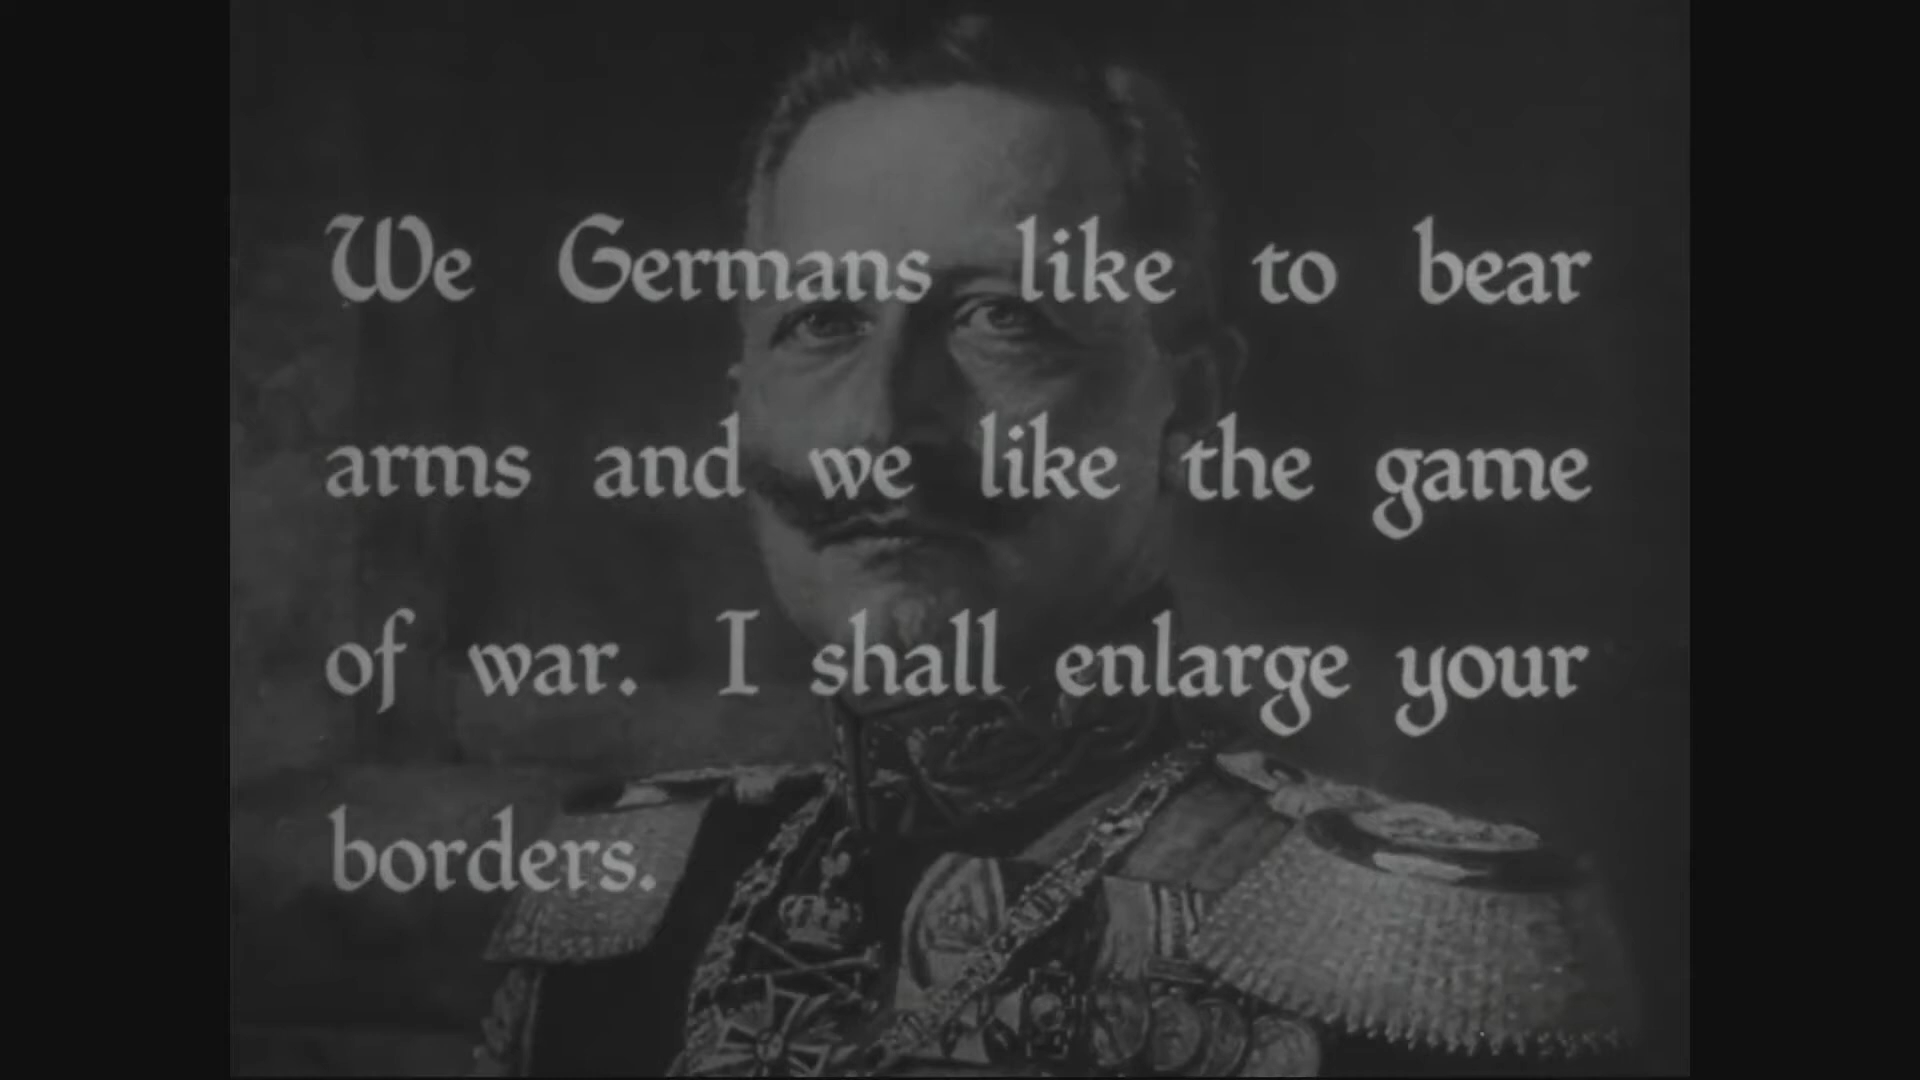 We Germans like to bear
arms and we like the game
of war. I shall enlarge your
borders.